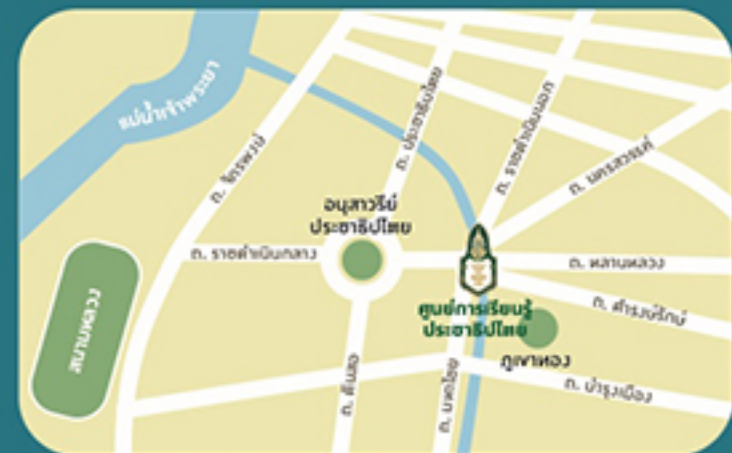 แม่น้ำเจ้าพระยา
ถ. จักรพงษ์
ถ. ประชาธิปไตย
ถ. ราชดำเนินนอก
ถ. นครสวรรค์
อนุสาวรีย์
ประชาธิปไตย
ถ. ราชดำเนินกลาง
ถ. หลานหลวง
สนามหลวง
ศูนย์การเรียนรู้
ประชาธิปไตย
ถ. ดำรงษ์รักษ์
ภูเขาทอง
ถ. ดินสอ
ถ. มหาไชย
ถ. บำรุงเมือง